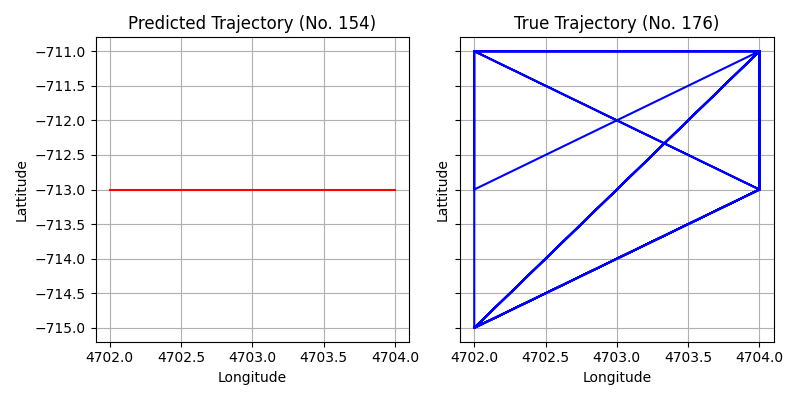 Predicted Trajectory (No. 154)
True Trajectory (No. 176)
Lattitude
−711.0
−711.5
−712.0
−712.5
−713.0
−713.5
−714.0
−714.5
−715.0
4702.0 4702.5 4703.0 4703.5 4704.0
Longitude
Lattitude
4702.0 4702.5 4703.0 4703.5 4704.0
Longitude